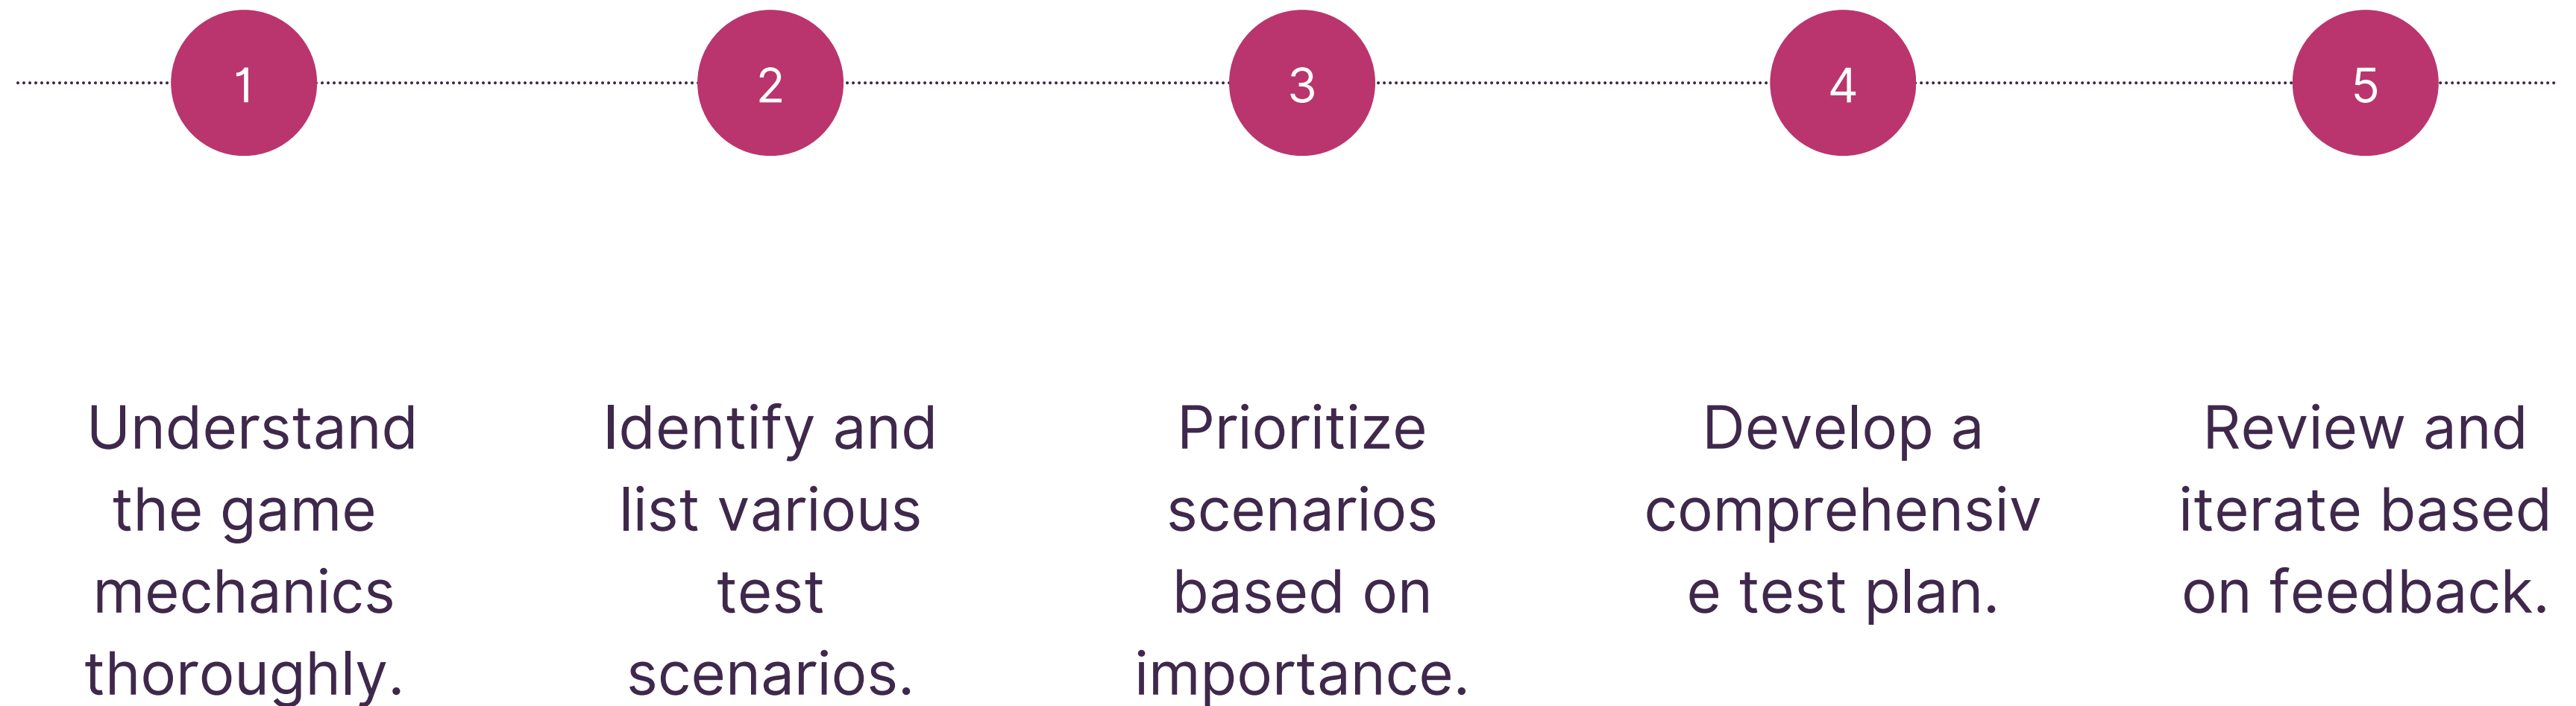 1
2
3
4
5
Understand
the game
mechanics
thoroughly.
Identify and
list various
test
scenarios.
Prioritize
scenarios
based on
importance.
Develop a
comprehensiv
e test plan.
Review and
iterate based
on feedback.